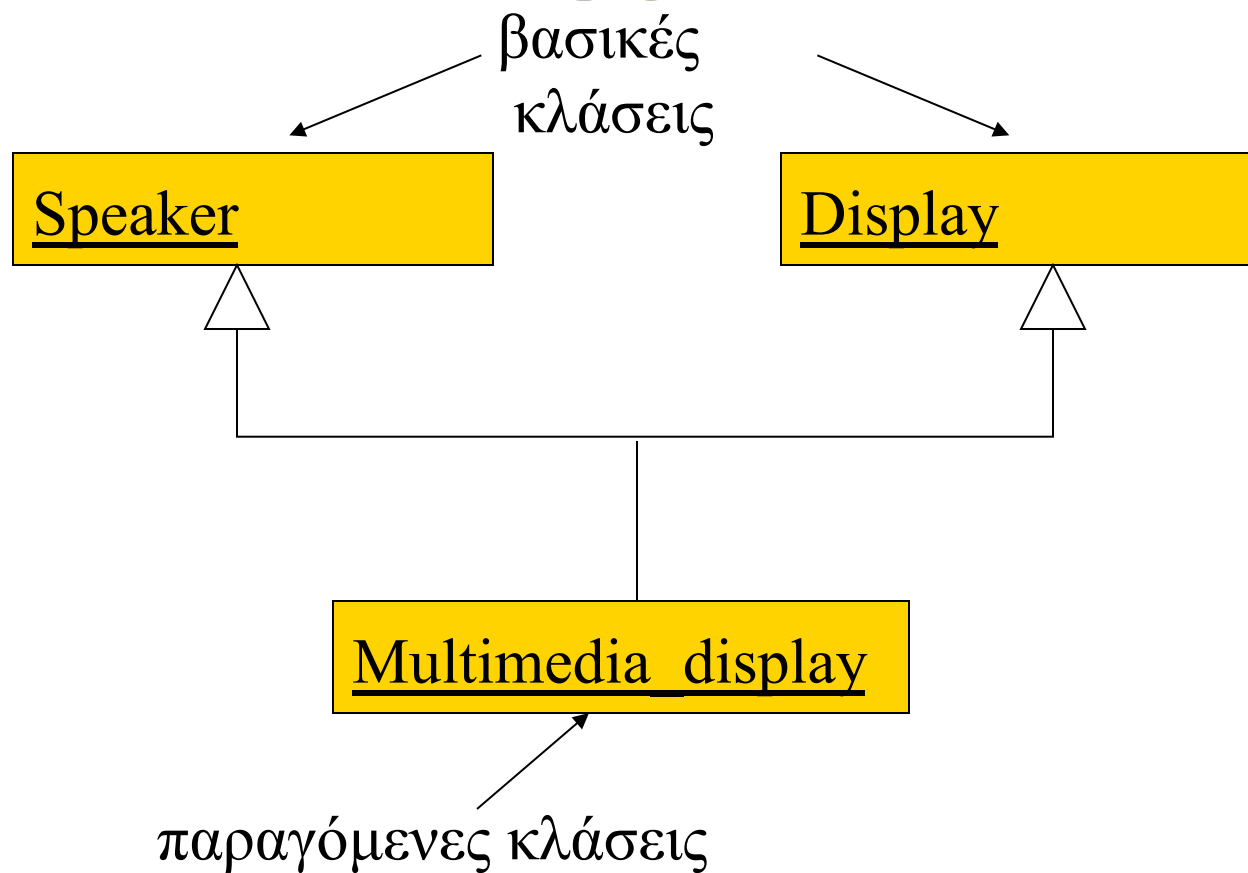 βασικές
κλάσεις
Speaker
Display
Multimedia_display
παραγόμενες κλάσεις